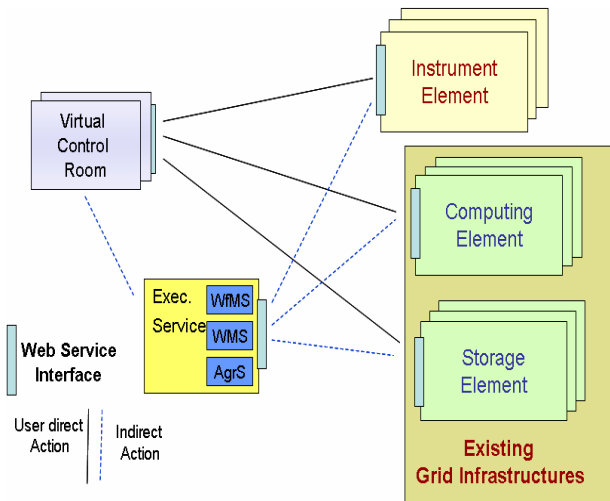 Instrument
Element
Virtual
Control
Room
Computing
Element
Exec.
Service
WfMS
WMS
AgrS
Web Service
Interface
Storage
Element
User direct
Action
Indirect
Action
Existing
Grid Infrastructures